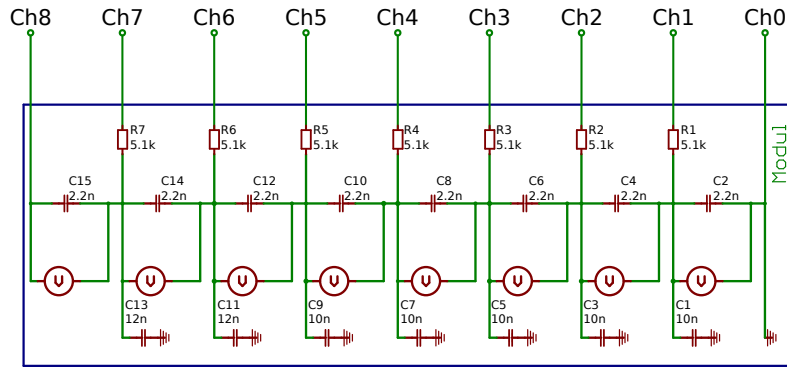 Ch8 Ch7 Ch6 Ch5 Ch4 Ch3 Ch2 Ch1 Ch0
R7 R6 R5 R4 R3 R2 R1
5.1k 5.1k 5.1k 5.1k 5.1k 5.1k 5.1k
Modul
C15 C14 C12 C10 C8 C6 C4 C2
2.2n 2.2n 2.2n 2.2n 2.2n 2.2n 2.2n 2.2n
V V V V V V V V
C13 C11 C9 C7 C5 C3 C1
12n 12n 10n 10n 10n 10n 10n